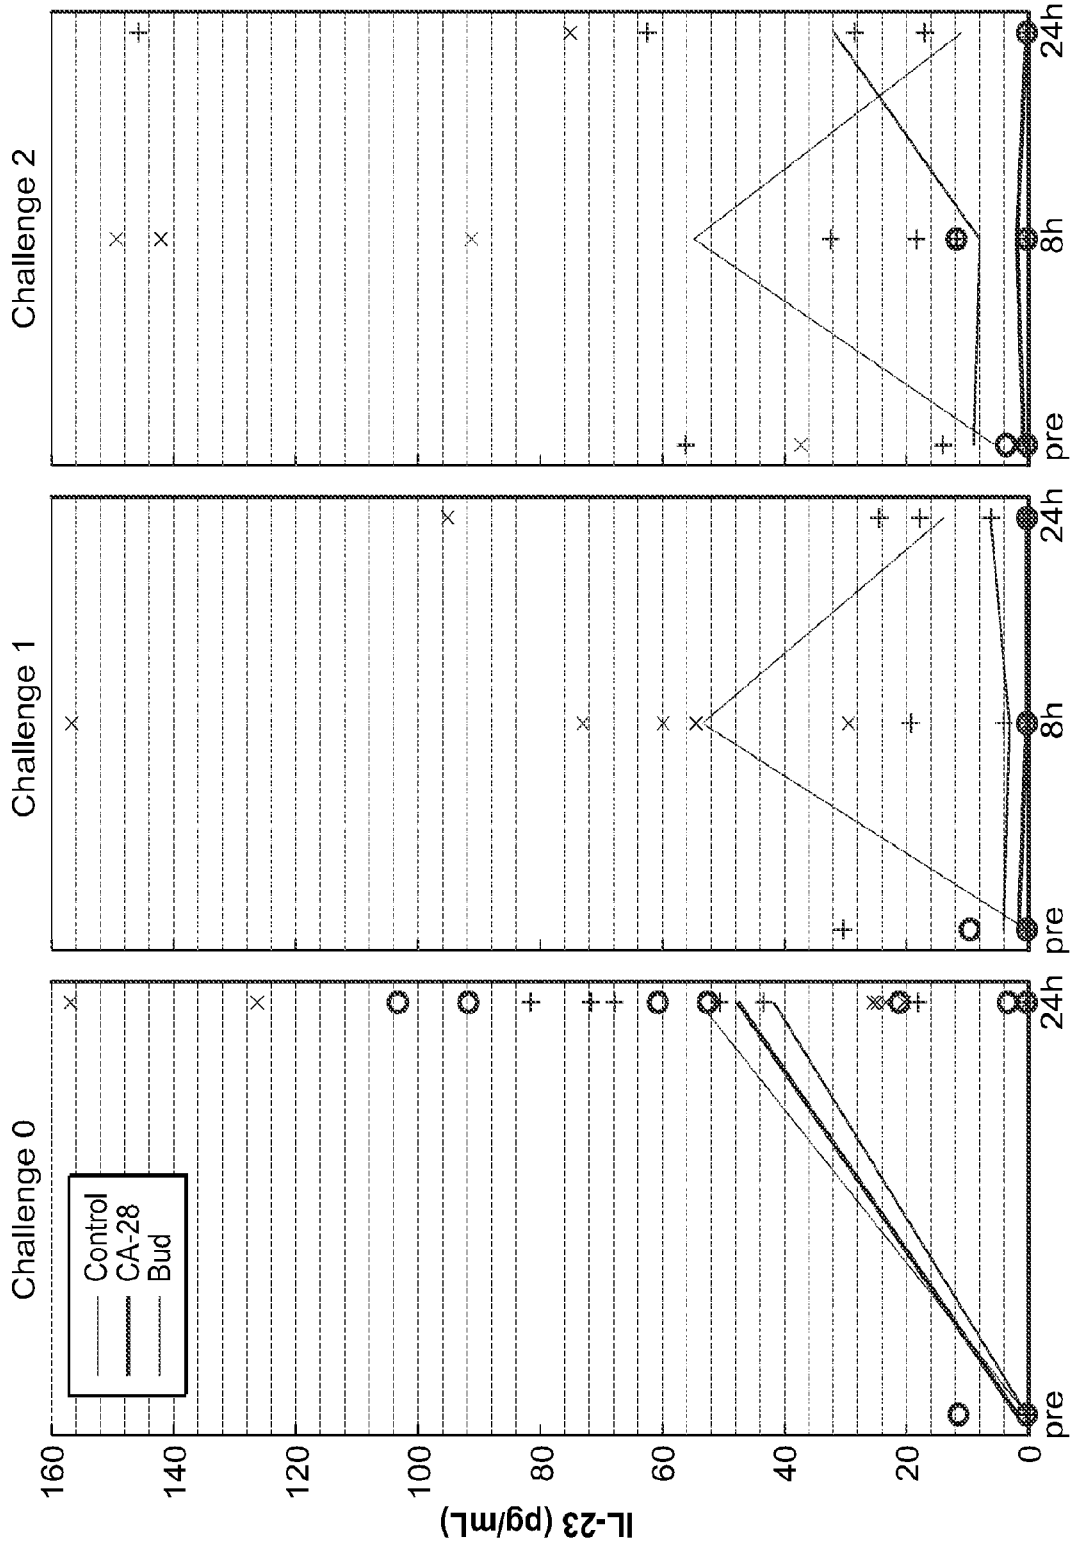 Challenge 0
Challenge 1
Challenge 2
Control
CA-28
Bud
IL-23 (pg/mL)
160
140
120
100
80
60
40
20
0
pre
24h
pre
8h
24h
pre
8h
24h